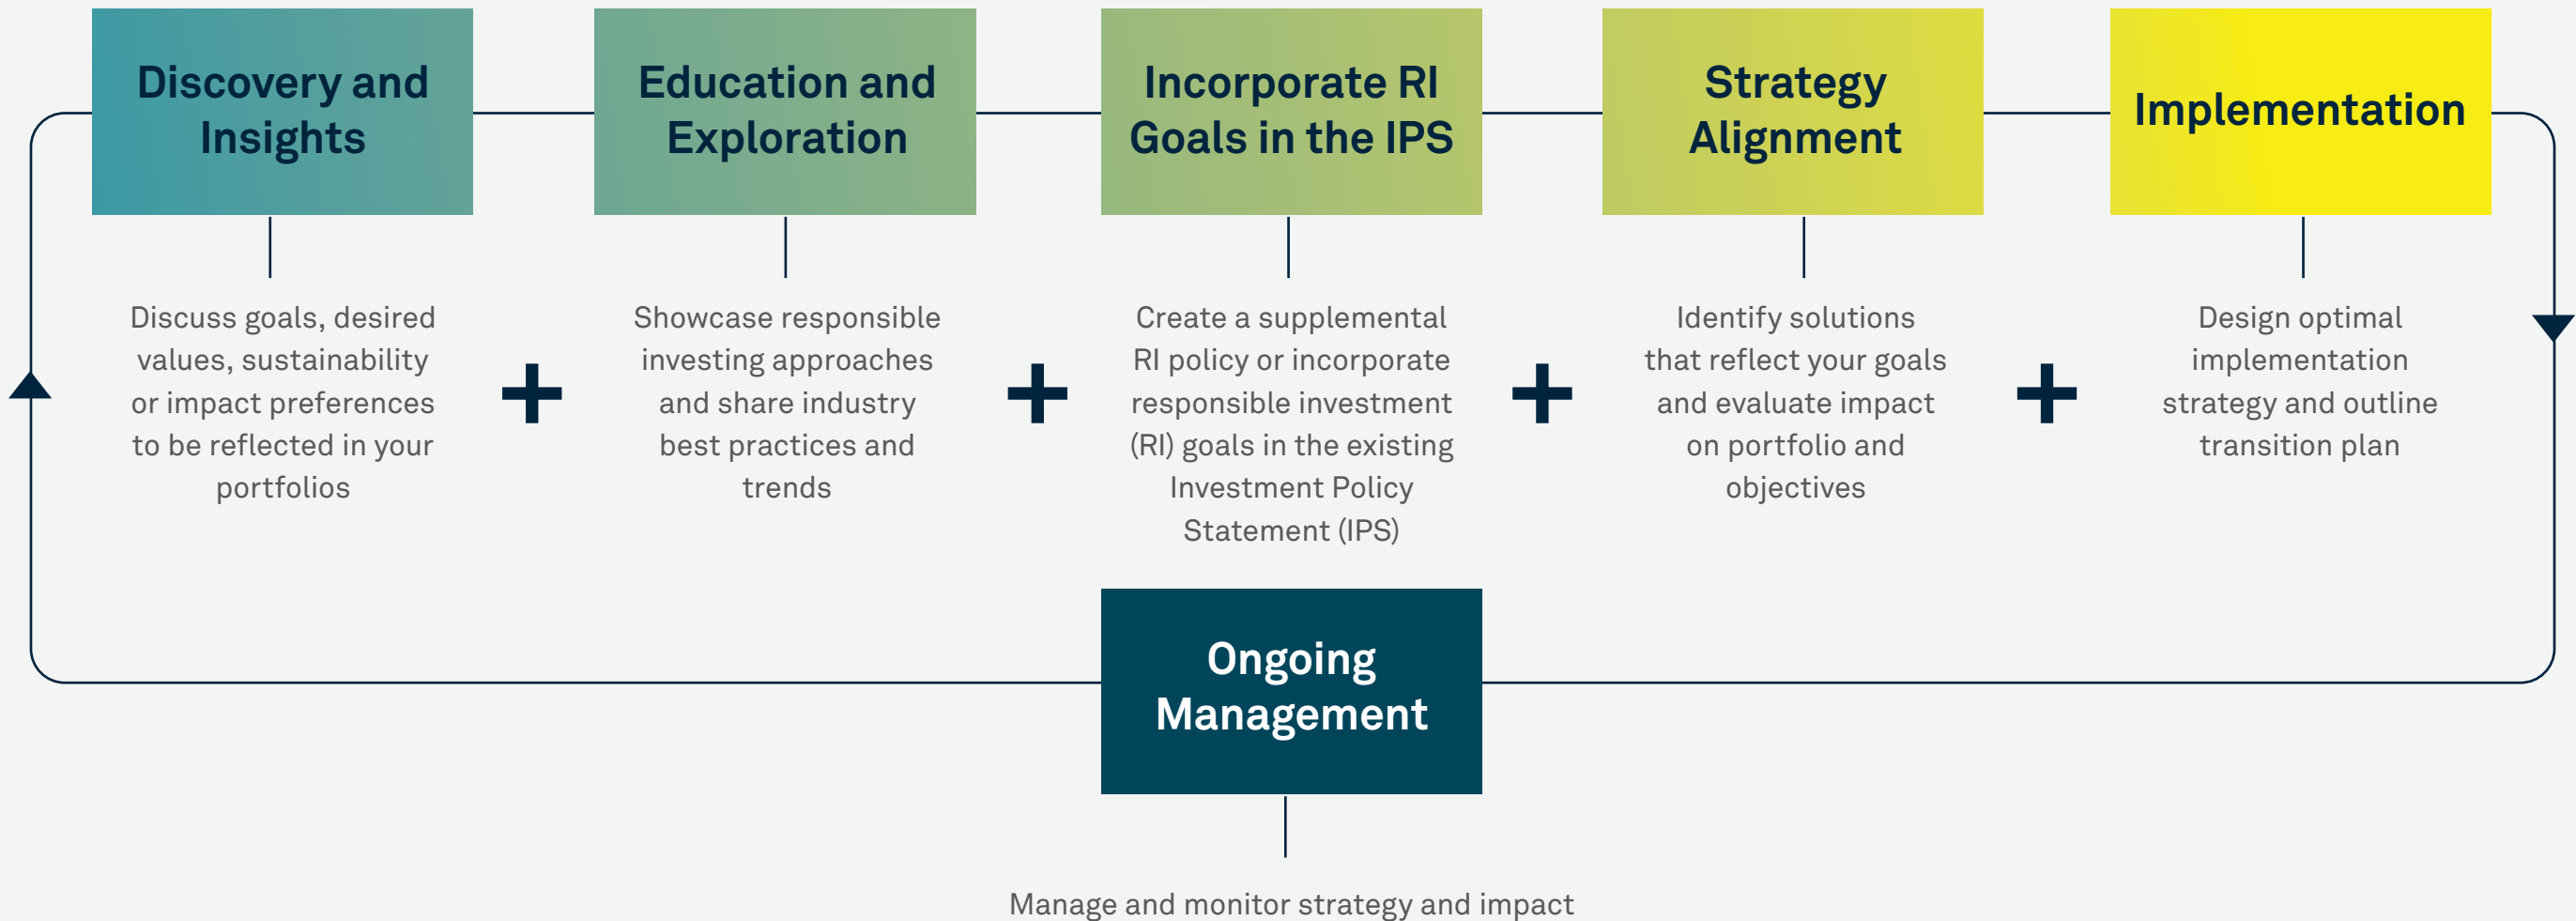 Discovery and
Insights
Education and
Exploration
Incorporate RI
Goals in the IPS
Strategy
Alignment
Implementation
Discuss goals, desired
values, sustainability
or impact preferences
to be reflected in your
portfolios
+
Showcase responsible
investing approaches
and share industry
best practices and
trends
+
Create a supplemental
RI policy or incorporate
responsible investment
(RI) goals in the existing
Investment Policy
Statement (IPS)
+
Identify solutions
that reflect your goals
and evaluate impact
on portfolio and
objectives
+
Design optimal
implementation
strategy and outline
transition plan
Ongoing
Management
Manage and monitor strategy and impact